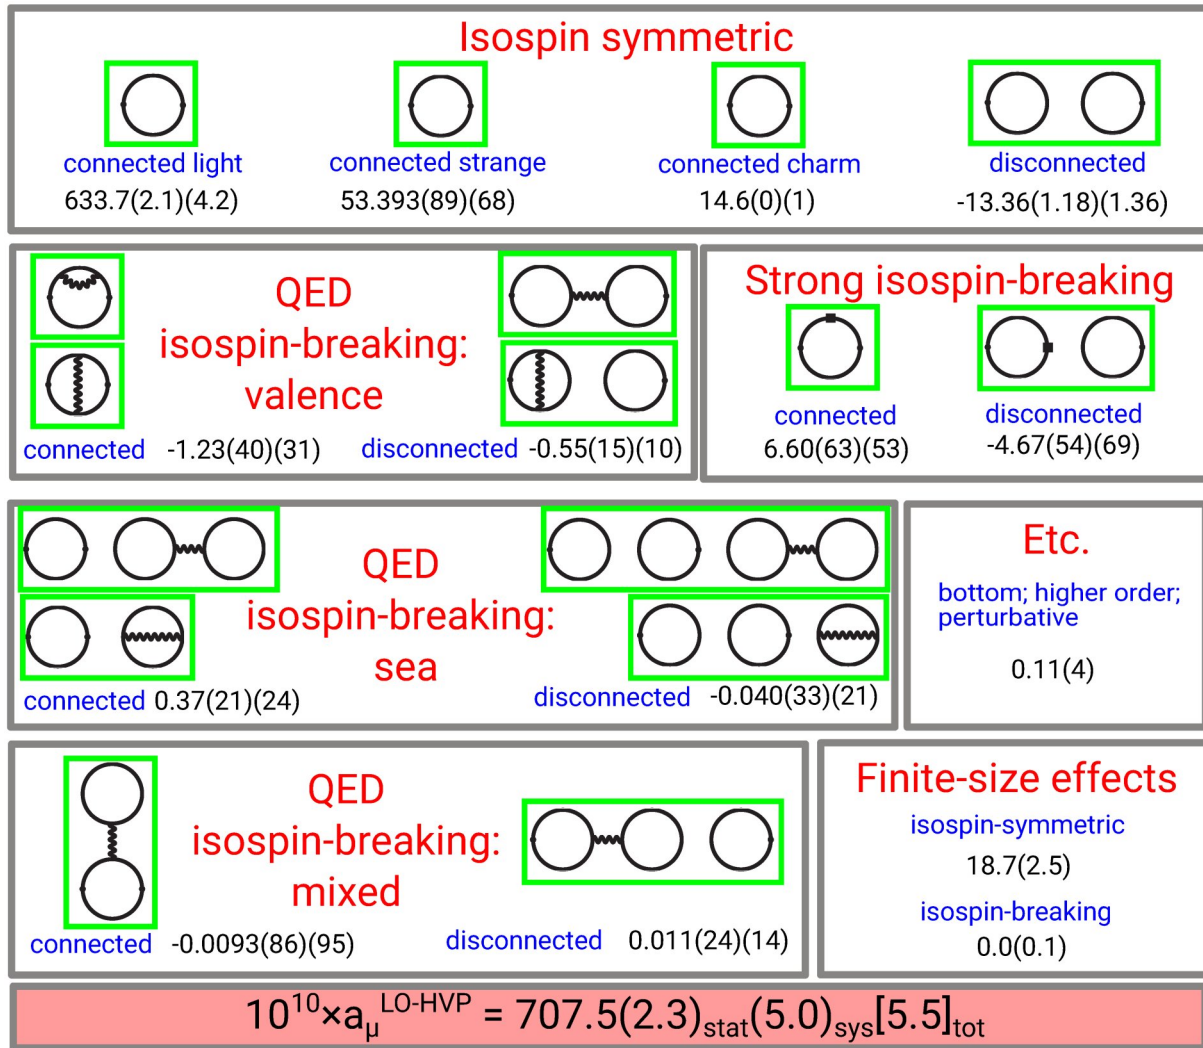 Isospin symmetric
connected light
connected strange
connected charm
disconnected
633.7(2.1)(4.2)
53.393(89)(68)
14.6(0)(1)
-13.36(1.18)(1.36)
QED
isospin-breaking:
valence
connected -1.23(40)(31)
disconnected -0.55(15)(10)
Strong isospin-breaking
connected
6.60(63)(53)
disconnected
-4.67(54)(69)
QED
isospin-breaking:
sea
connected 0.37(21)(24)
disconnected -0.040(33)(21)
Etc.
bottom; higher order;
perturbative
0.11(4)
QED
isospin-breaking:
mixed
connected -0.0093(86)(95)
disconnected 0.011(24)(14)
Finite-size effects
isospin-symmetric
18.7(2.5)
isospin-breaking
0.0(0.1)
10^10×a_μ^LO-HVP = 707.5(2.3)_stat(5.0)_sys[5.5]_tot